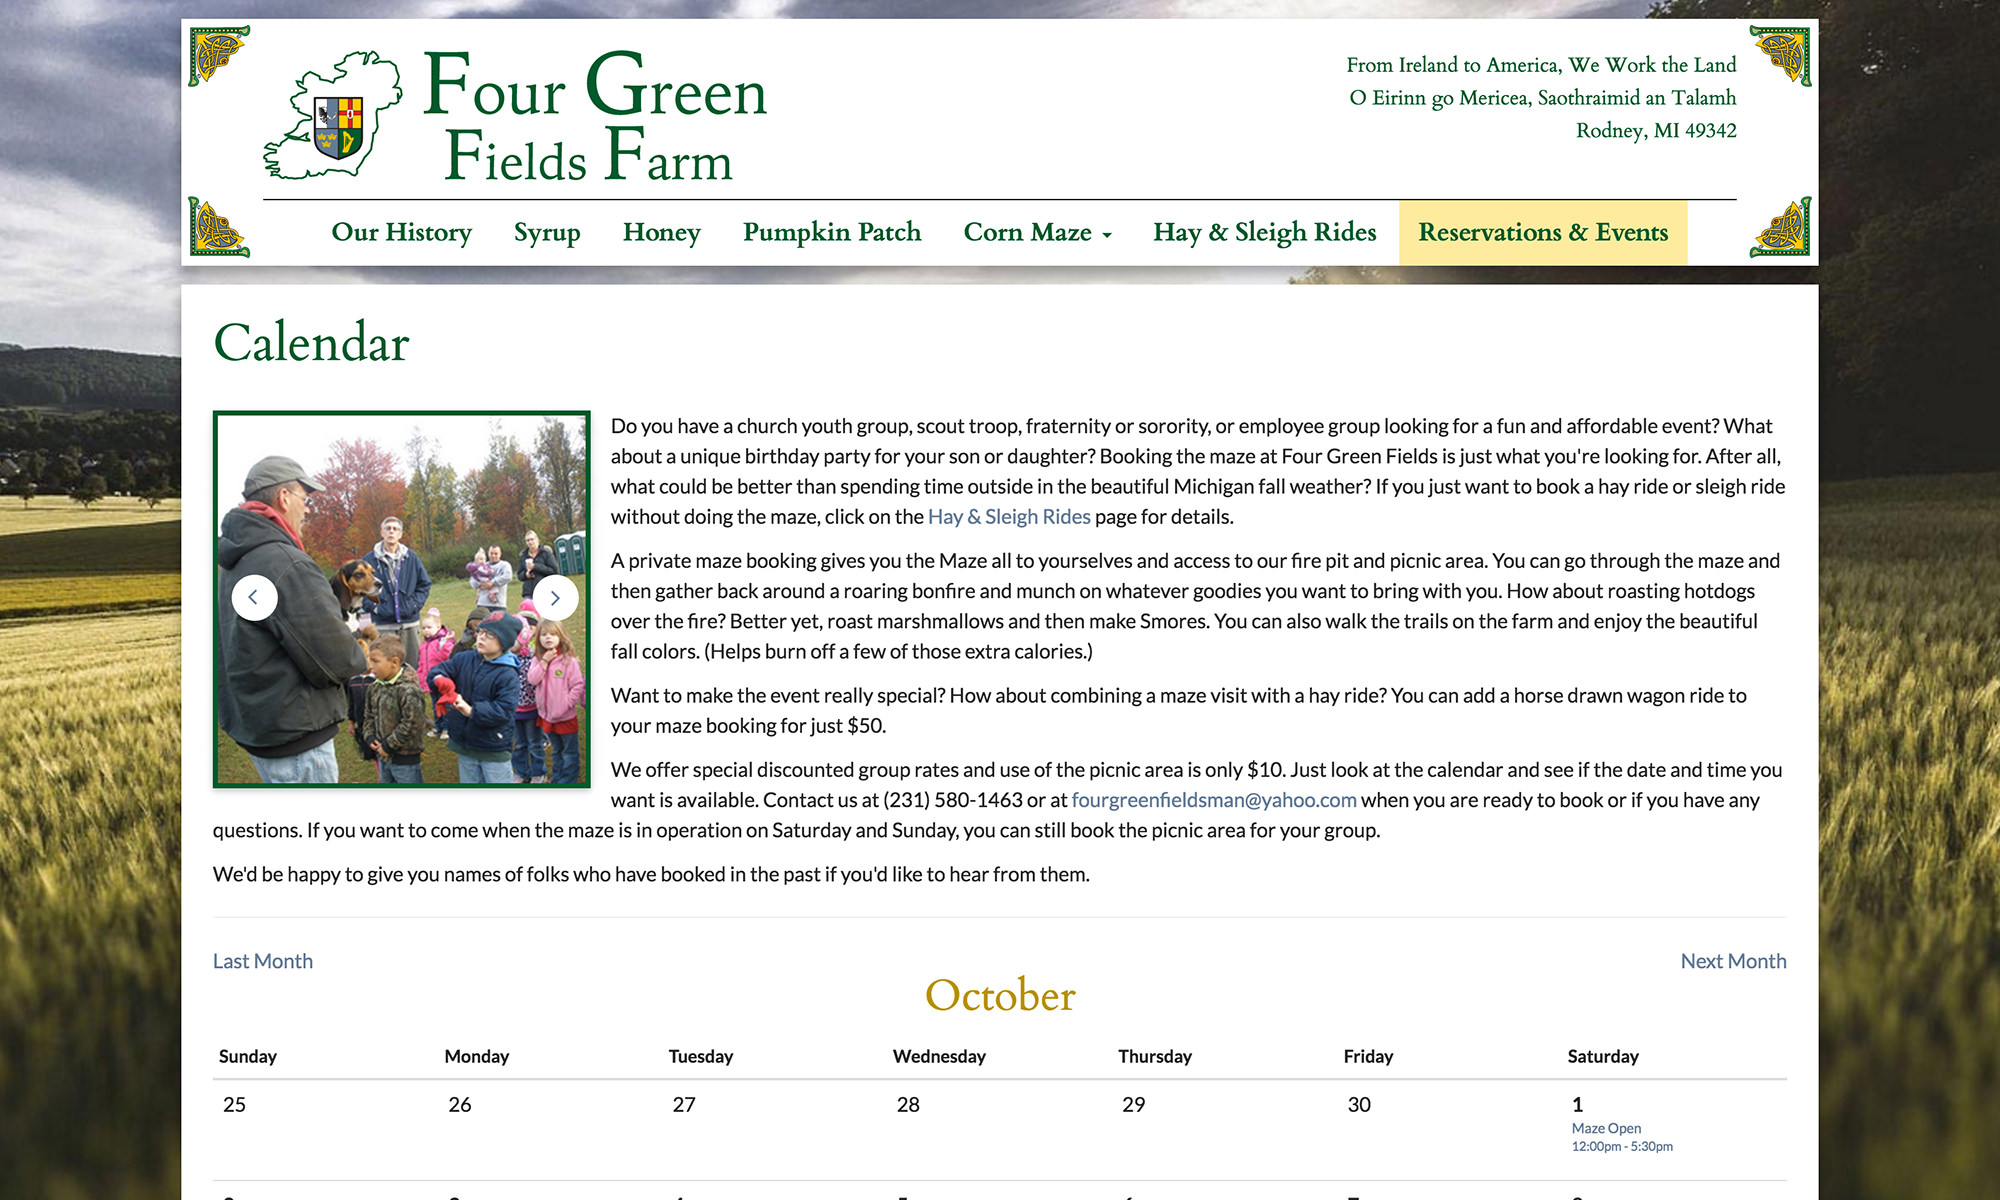 Four Green
Fields Farm
From Ireland to America, We Work the Land
O Eirinn go Mericea, Saothraimid an Talamh
Rodney, MI 49342
Our History Syrup Honey Pumpkin Patch Corn Maze Hay & Sleigh Rides Reservations & Events
Calendar
Do you have a church youth group, scout troop, fraternity or sorority, or employee group looking for a fun and affordable event? What
about a unique birthday party for your son or daughter? Booking the maze at Four Green Fields is just what you're looking for. After all,
what could be better than spending time outside in the beautiful Michigan fall weather? If you just want to book a hay ride or sleigh ride
without doing the maze, click on the Hay & Sleigh Rides page for details.
A private maze booking gives you the Maze all to yourselves and access to our fire pit and picnic area. You can go through the maze and
then gather back around a roaring bonfire and munch on whatever goodies you want to bring with you. How about roasting hotdogs
over the fire? Better yet, roast marshmallows and then make Smores. You can also walk the trails on the farm and enjoy the beautiful
fall colors. (Helps burn off a few of those extra calories.)
Want to make the event really special? How about combining a maze visit with a hay ride? You can add a horse drawn wagon ride to
your maze booking for just $50.
We offer special discounted group rates and use of the picnic area is only $10. Just look at the calendar and see if the date and time you
want is available. Contact us at (231) 580-1463 or at fourgreenfieldsman@yahoo.com when you are ready to book or if you have any
questions. If you want to come when the maze is in operation on Saturday and Sunday, you can still book the picnic area for your group.
We'd be happy to give you names of folks who have booked in the past if you'd like to hear from them.
Last Month Next Month
October
Sunday Monday Tuesday Wednesday Thursday Friday Saturday
25 26 27 28 29 30 1
Maze Open
12:00pm - 5:30pm